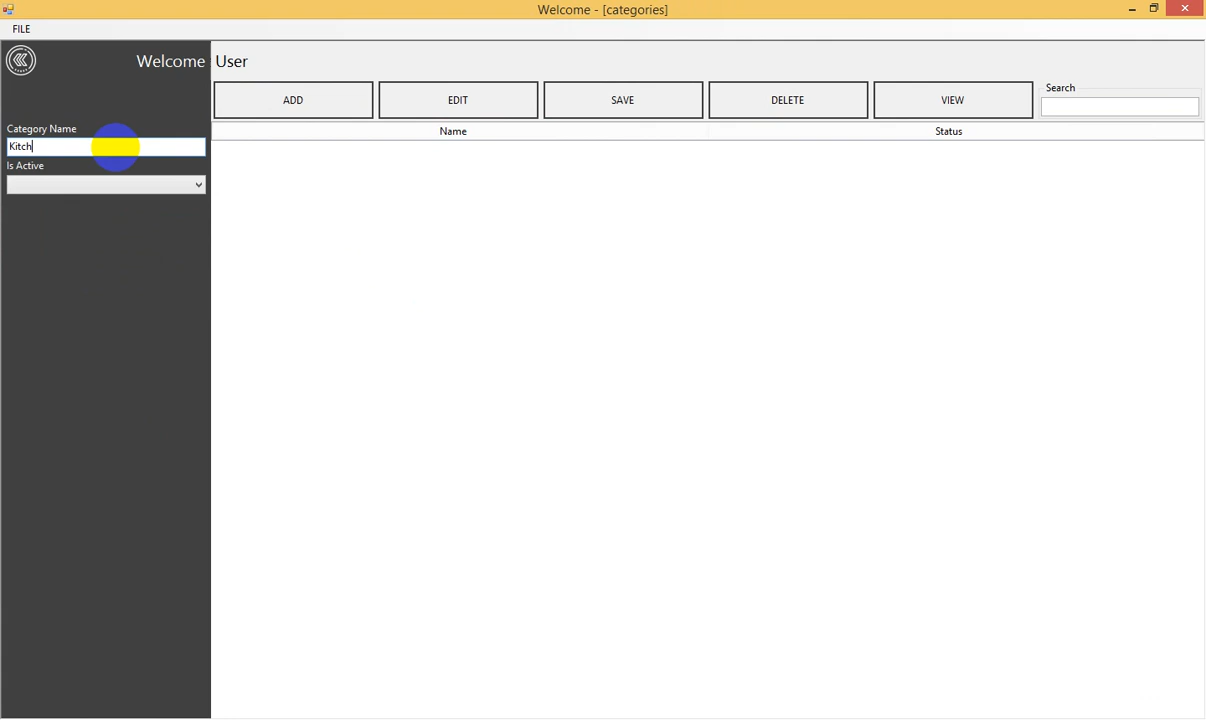 Welcome - [categories]
FILE
Welcome User
ADD EDIT SAVE DELETE VIEW
Search
Category Name
Kitch
Is Active
Name Status